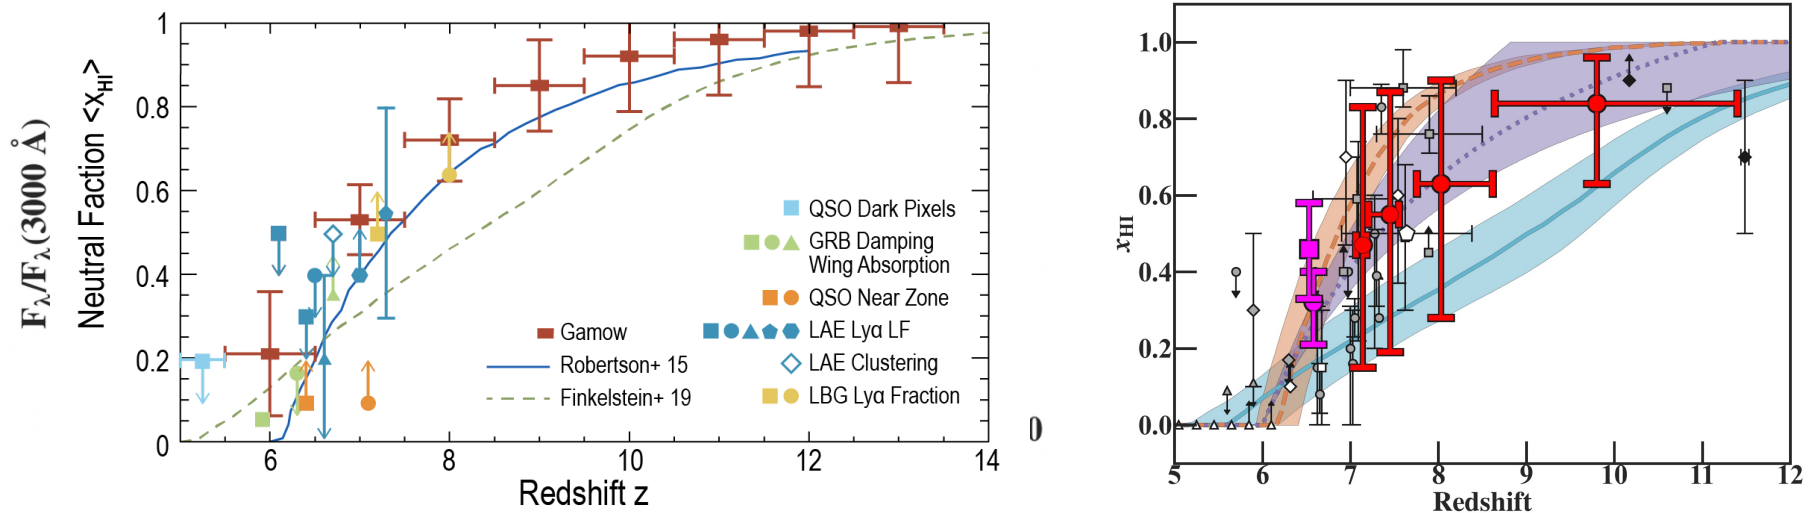 F_λ/F_λ(3000 Å)
Neutral Faction <x_HI>
1
0.8
0.6
0.4
0.2
0
6
8
10
12
14
Redshift z
QSO Dark Pixels
GRB Damping
Wing Absorption
QSO Near Zone
LAE Lyα LF
LAE Clustering
LBG Lyα Fraction
Gamow
Robertson+ 15
Finkelstein+ 19
0
x_HI
1.0
0.8
0.6
0.4
0.2
0.0
5
6
7
8
9
10
11
12
Redshift